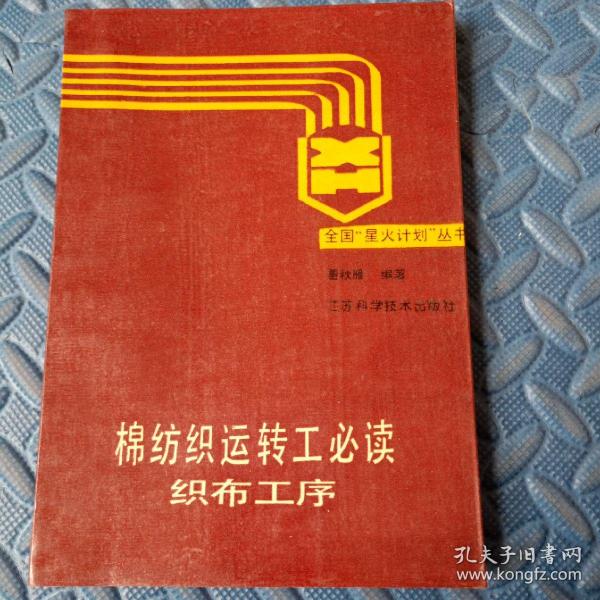 全国"星火计划"丛书
编著
江苏科学技术出版社
棉纺织运转工必读
织布工序
孔夫子旧书网
www.kongfz.com